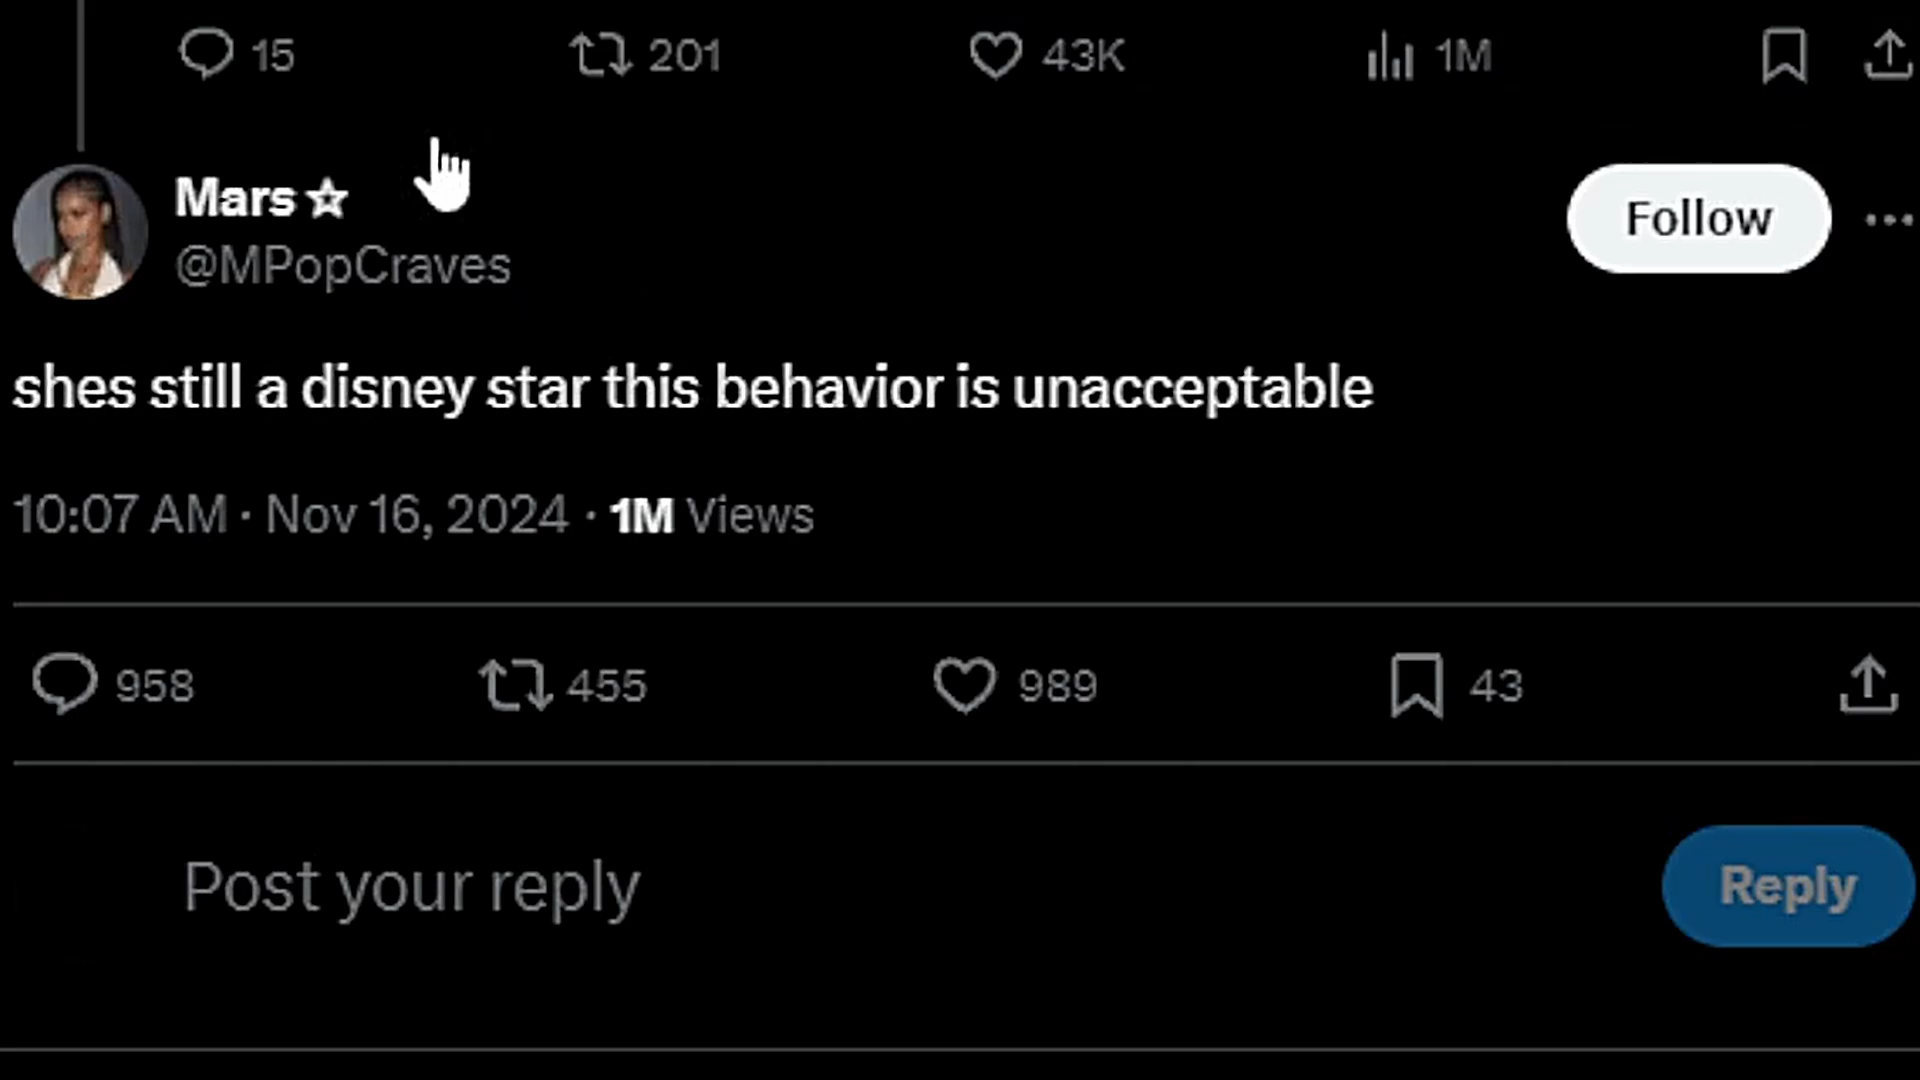 15 201 43K 1M
Mars☆
@MPopCraves
Follow
shes still a disney star this behavior is unacceptable
10:07 AM · Nov 16, 2024 · 1M Views
958 455 989 43
Post your reply
Reply